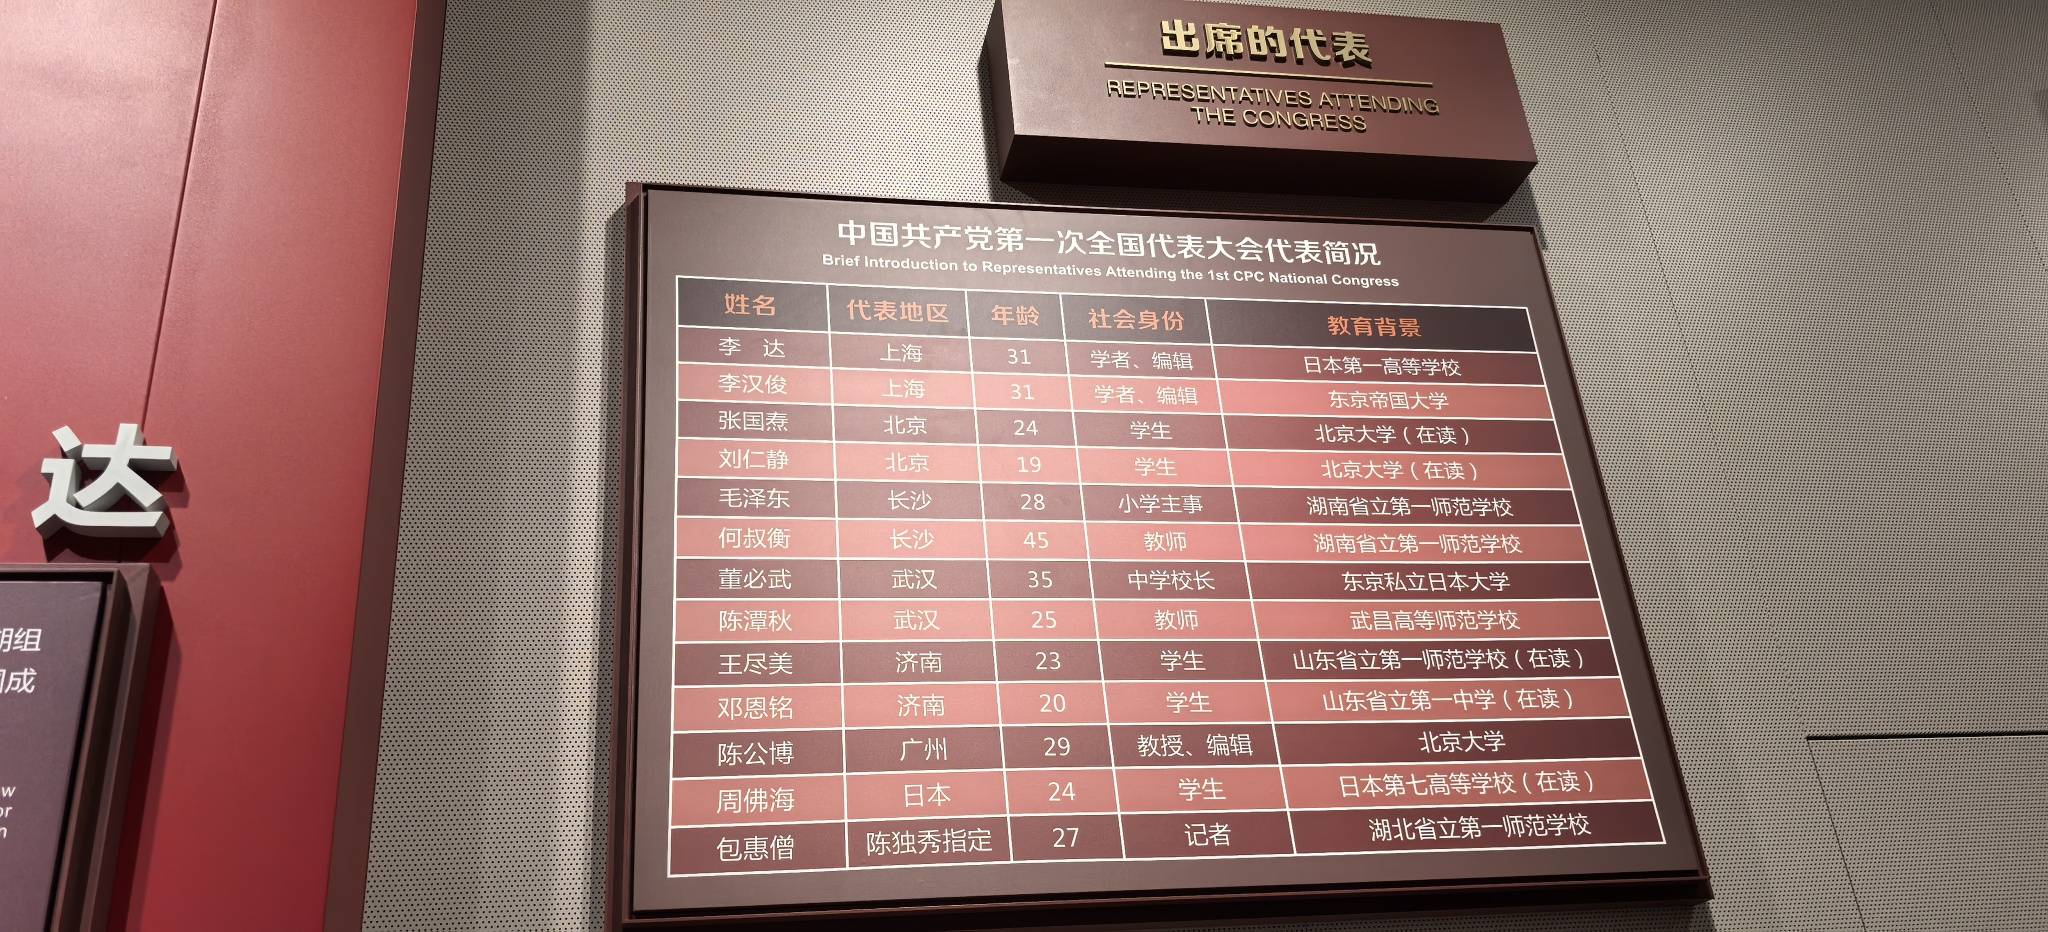 出席的代表
REPRESENTATIVES ATTENDING
THE CONGRESS
中国共产党第一次全国代表大会代表简况
Brief Introduction to Representatives Attending the 1st CPC National Congress
姓名 代表地区 年龄 社会身份 教育背景
李 达 上海 31 学者、编辑 日本第一高等学校
李汉俊 上海 31 学者、编辑 东京帝国大学
张国焘 北京 24 学生 北京大学（在读）
刘仁静 北京 19 学生 北京大学（在读）
毛泽东 长沙 28 小学主事 湖南省立第一师范学校
何叔衡 长沙 45 教师 湖南省立第一师范学校
董必武 武汉 35 中学校长 东京私立日本大学
陈潭秋 武汉 25 教师 武昌高等师范学校
王尽美 济南 23 学生 山东省立第一师范学校（在读）
邓恩铭 济南 20 学生 山东省立第一中学（在读）
陈公博 广州 29 教授、编辑 北京大学
周佛海 日本 24 学生 日本第七高等学校（在读）
包惠僧 陈独秀指定 27 记者 湖北省立第一师范学校
达
组
成
w
or
n